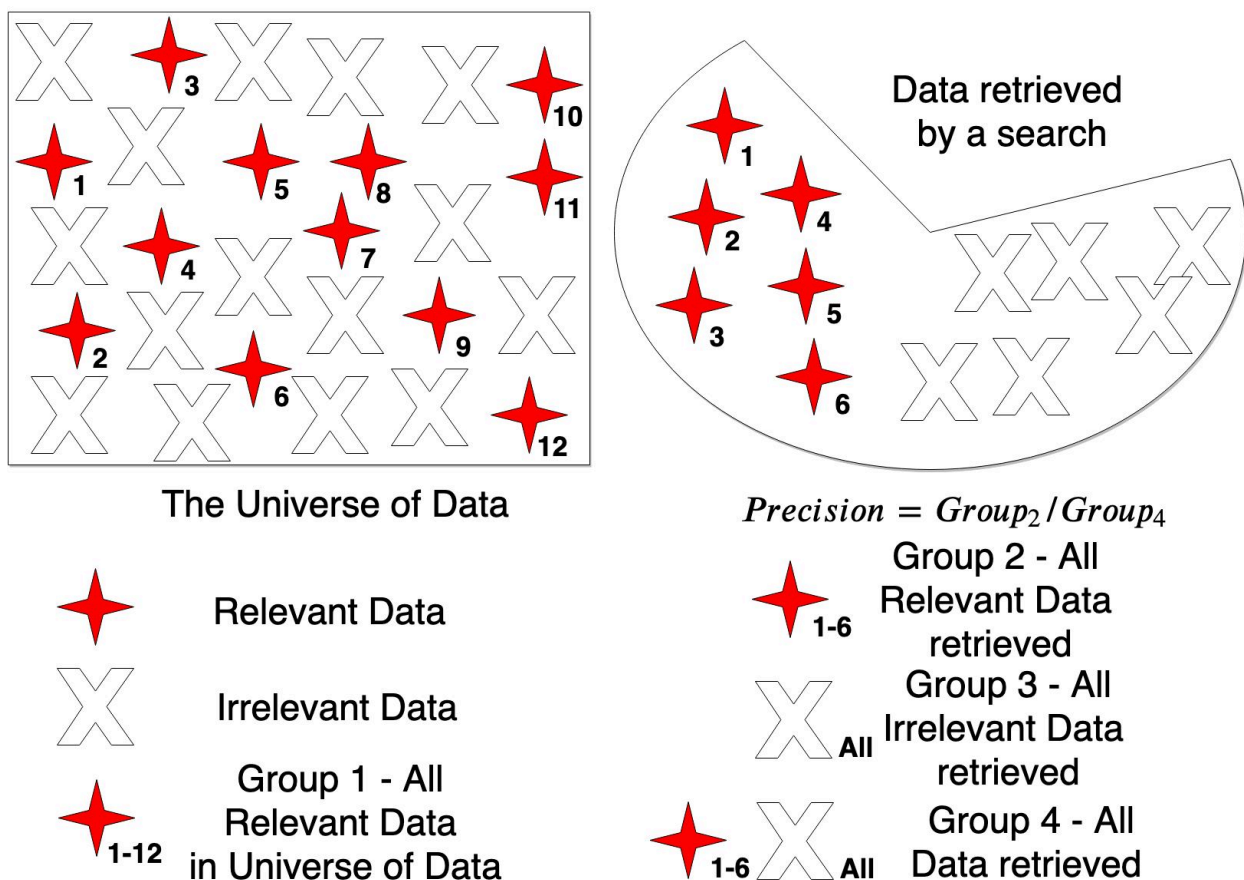 3
10
1
5
8
11
4
7
2
9
6
12
The Universe of Data
Relevant Data
Irrelevant Data
1-12
Group 1 - All
Relevant Data
in Universe of Data
Data retrieved
by a search
1
4
2
5
3
6
Precision = Group₂/Group₄
1-6
Group 2 - All
Relevant Data
retrieved
All
Group 3 - All
Irrelevant Data
retrieved
1-6
All
Group 4 - All
Data retrieved